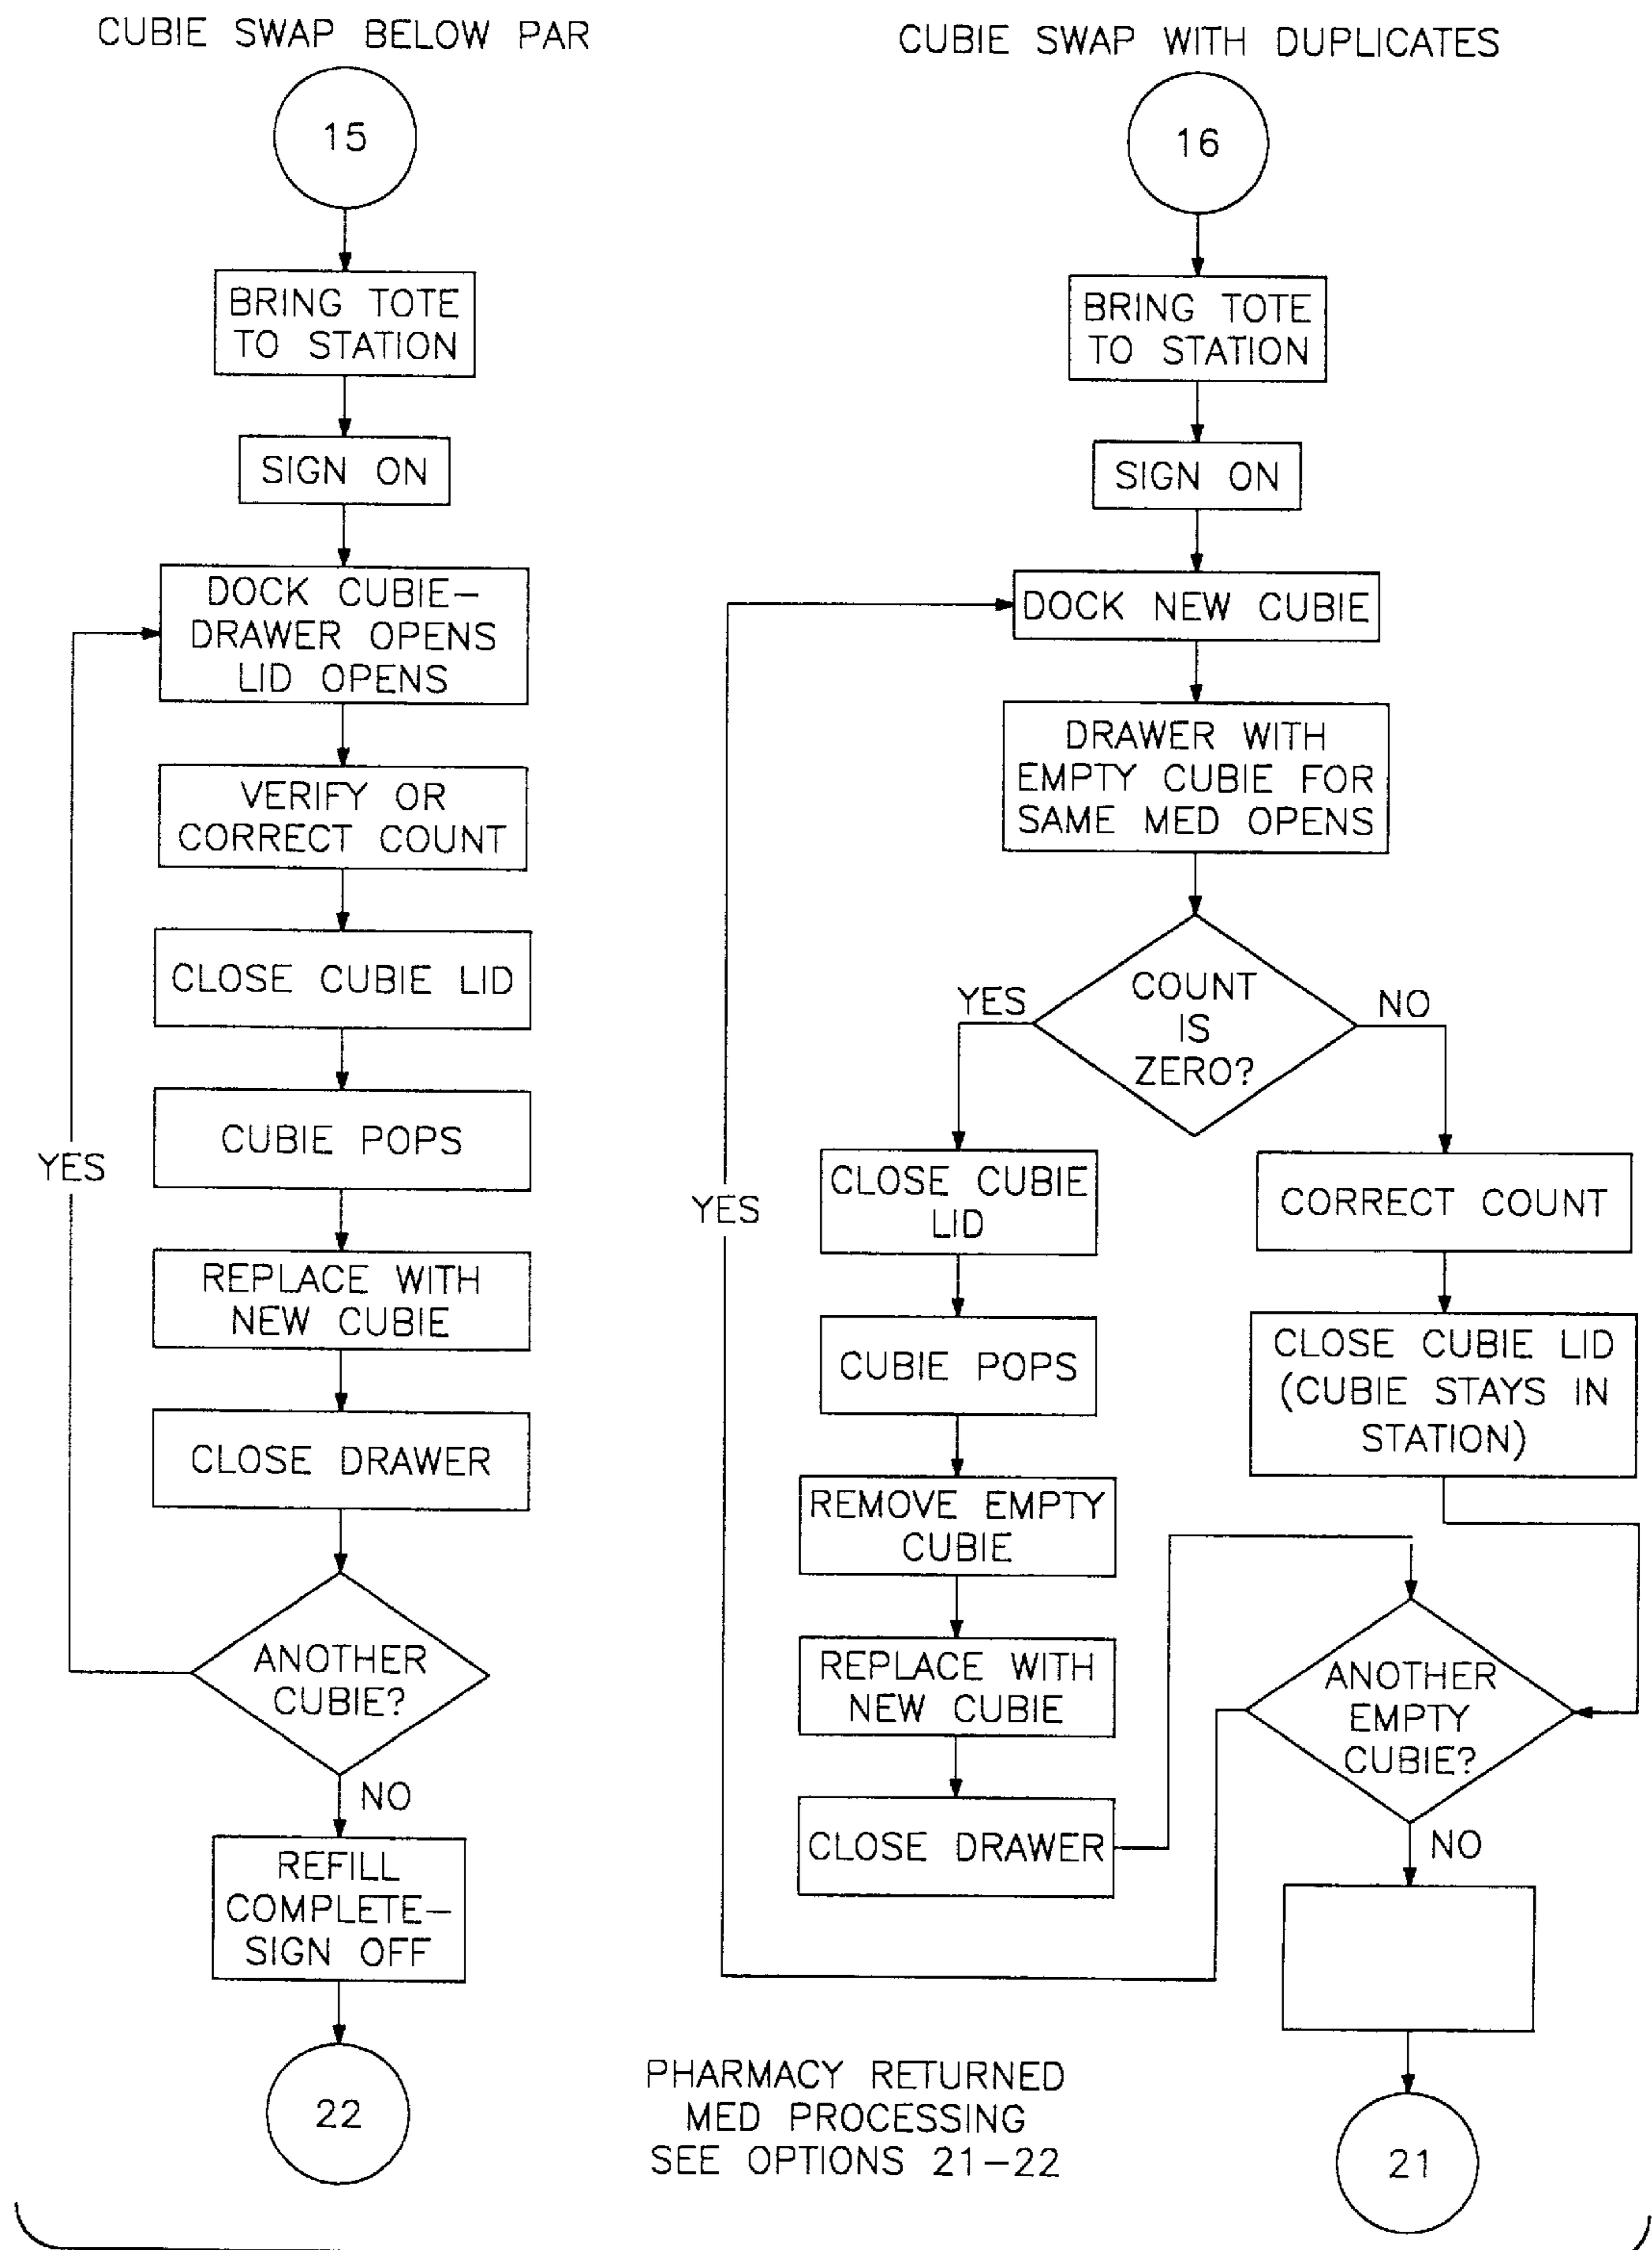 CUBIE SWAP BELOW PAR
15
BRING TOTE
TO STATION
SIGN ON
DOCK CUBIE-
DRAWER OPENS
LID OPENS
VERIFY OR
CORRECT COUNT
CLOSE CUBIE LID
CUBIE POPS
YES
REPLACE WITH
NEW CUBIE
CLOSE DRAWER
ANOTHER
CUBIE?
NO
REFILL
COMPLETE-
SIGN OFF
22
CUBIE SWAP WITH DUPLICATES
16
BRING TOTE
TO STATION
SIGN ON
DOCK NEW CUBIE
DRAWER WITH
EMPTY CUBIE FOR
SAME MED OPENS
COUNT
IS
ZERO?
YES
NO
CLOSE CUBIE
LID
YES
CUBIE POPS
REMOVE EMPTY
CUBIE
REPLACE WITH
NEW CUBIE
CLOSE DRAWER
CORRECT COUNT
CLOSE CUBIE LID
(CUBIE STAYS IN
STATION)
ANOTHER
EMPTY
CUBIE?
NO
21
PHARMACY RETURNED
MED PROCESSING
SEE OPTIONS 21-22